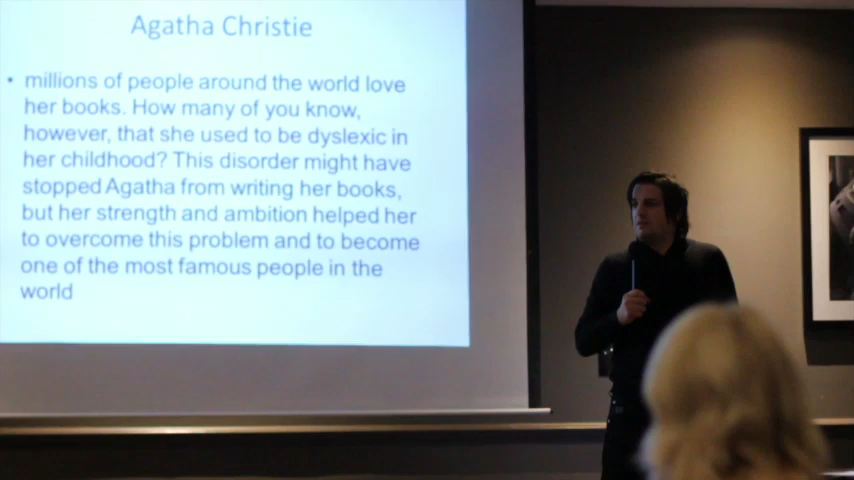 Agatha Christie
• millions of people around the world love
her books. How many of you know,
however, that she used to be dyslexic in
her childhood? This disorder might have
stopped Agatha from writing her books,
but her strength and ambition helped her
to overcome this problem and to become
one of the most famous people in the
world